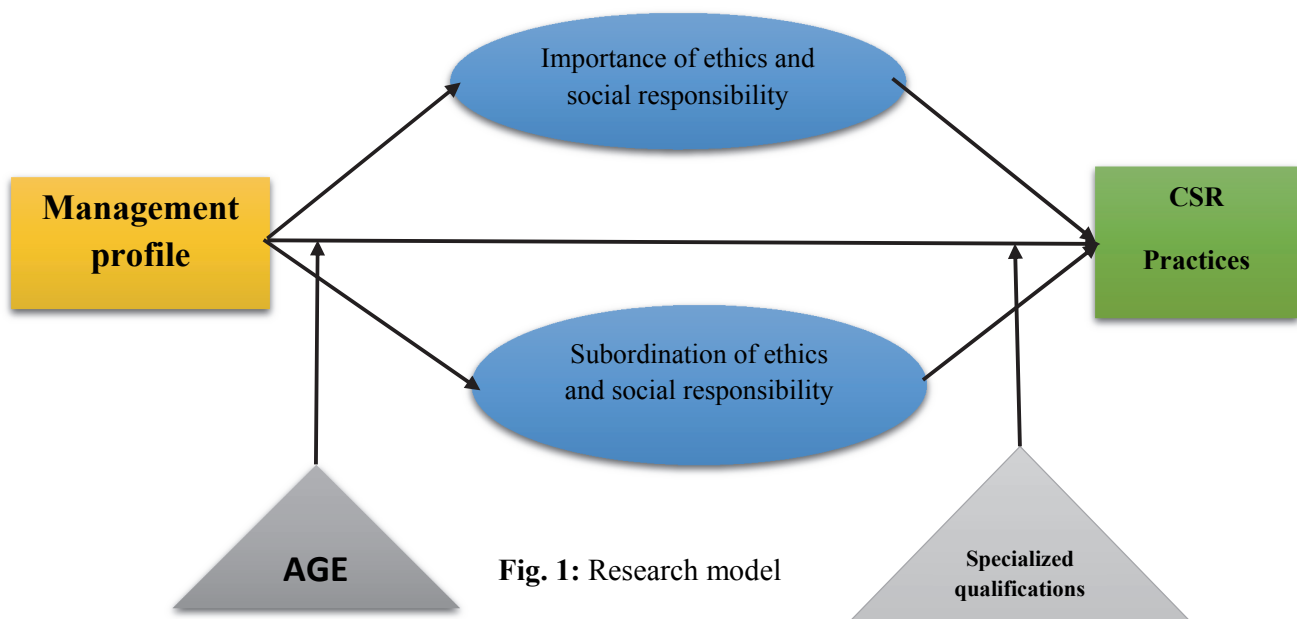 Importance of ethics and
social responsibility
Management
profile
CSR
Practices
Subordination of ethics
and social responsibility
AGE
Fig. 1: Research model
Specialized
qualifications